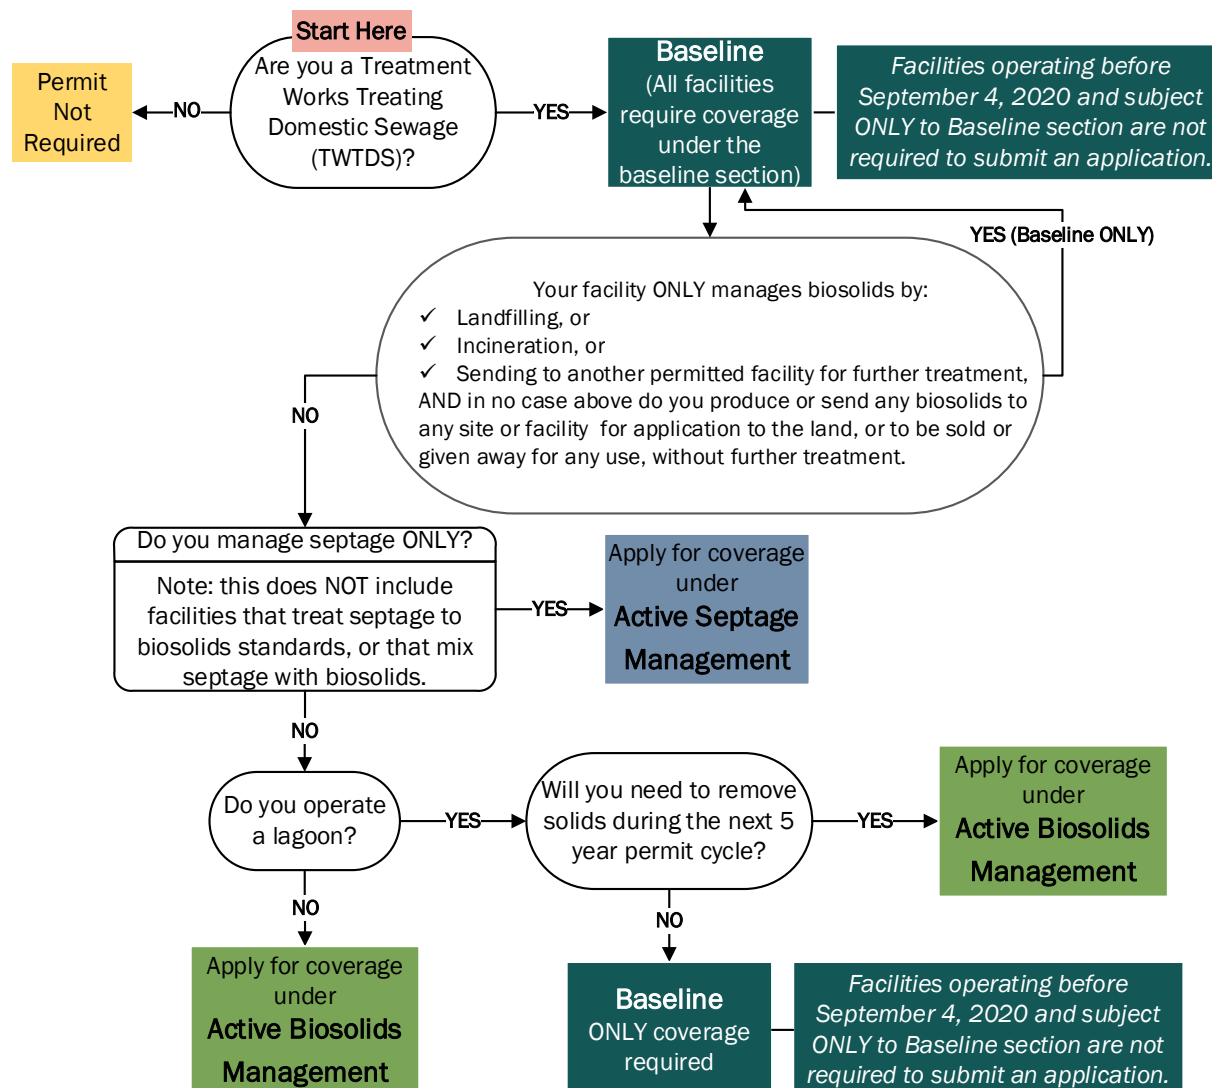 Start Here
Are you a Treatment
Works Treating
Domestic Sewage
(TWTDS)?
NO
Permit
Not
Required
YES
Baseline
(All facilities
require coverage
under the
baseline section)
Facilities operating before
September 4, 2020 and subject
ONLY to Baseline section are not
required to submit an application.
YES (Baseline ONLY)
Your facility ONLY manages biosolids by:
✓ Landfilling, or
✓ Incineration, or
✓ Sending to another permitted facility for further treatment,
AND in no case above do you produce or send any biosolids to
any site or facility for application to the land, or to be sold or
given away for any use, without further treatment.
NO
Do you manage septage ONLY?
Note: this does NOT include
facilities that treat septage to
biosolids standards, or that mix
septage with biosolids.
YES
Apply for coverage
under
Active Septage
Management
NO
Do you operate
a lagoon?
YES
Will you need to remove
solids during the next 5
year permit cycle?
YES
Apply for coverage
under
Active Biosolids
Management
NO
Apply for coverage
under
Active Biosolids
Management
NO
Baseline
ONLY coverage
required
Facilities operating before
September 4, 2020 and subject
ONLY to Baseline section are not
required to submit an application.